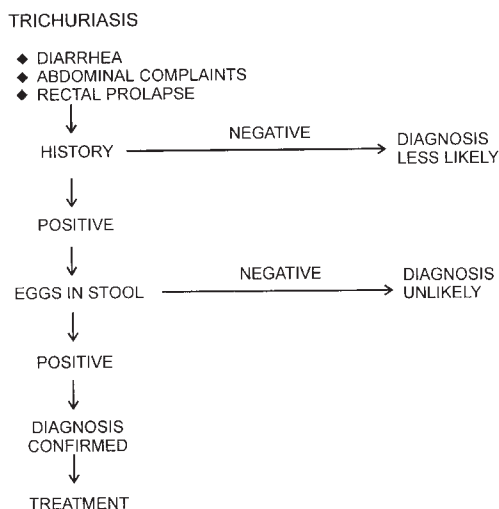 TRICHURIASIS
◆ DIARRHEA
◆ ABDOMINAL COMPLAINTS
◆ RECTAL PROLAPSE
HISTORY
NEGATIVE
DIAGNOSIS
LESS LIKELY
POSITIVE
EGGS IN STOOL
NEGATIVE
DIAGNOSIS
UNLIKELY
POSITIVE
DIAGNOSIS
CONFIRMED
TREATMENT